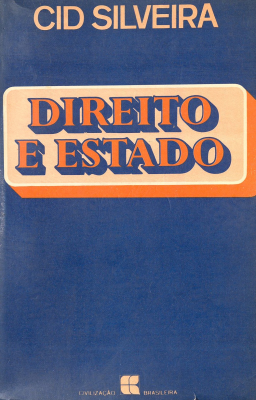 CID SILVEIRA
DIREITO
E ESTADO
CIVILIZAÇÃO BRASILEIRA